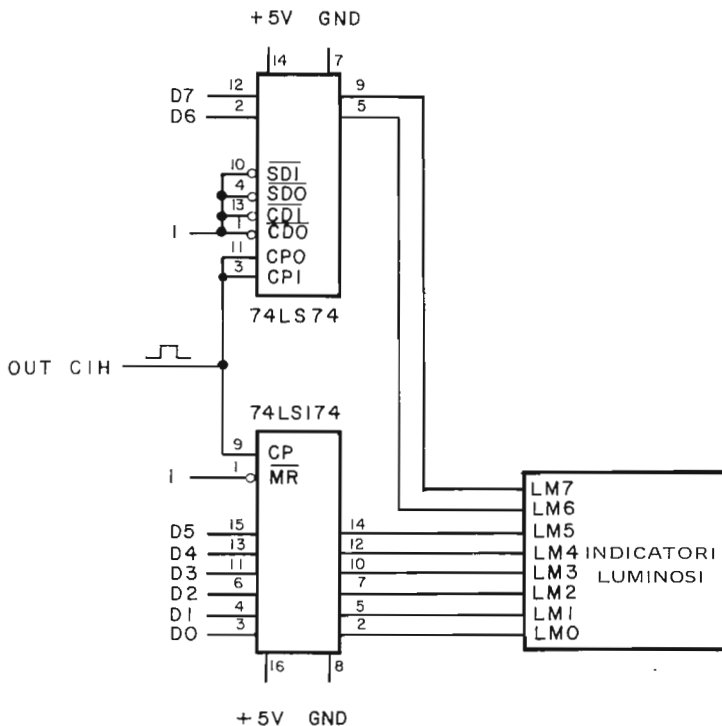 +5V GND
14 7
D7 12 9
D6 2 5
10 SDI
4 SDO
13 CDI
I 1 CDO
11 CPO
3 CPI
74LS74
OUT CIH
74LSI74
9 CP
I 1 MR
LM7
LM6
D5 15 14 LM5
D4 13 12 LM4 INDICATORI
D3 11 10 LM3 LUMINOSI
D2 6 7 LM2
D1 4 5 LM1
D0 3 2 LM0
16 8
+5V GND